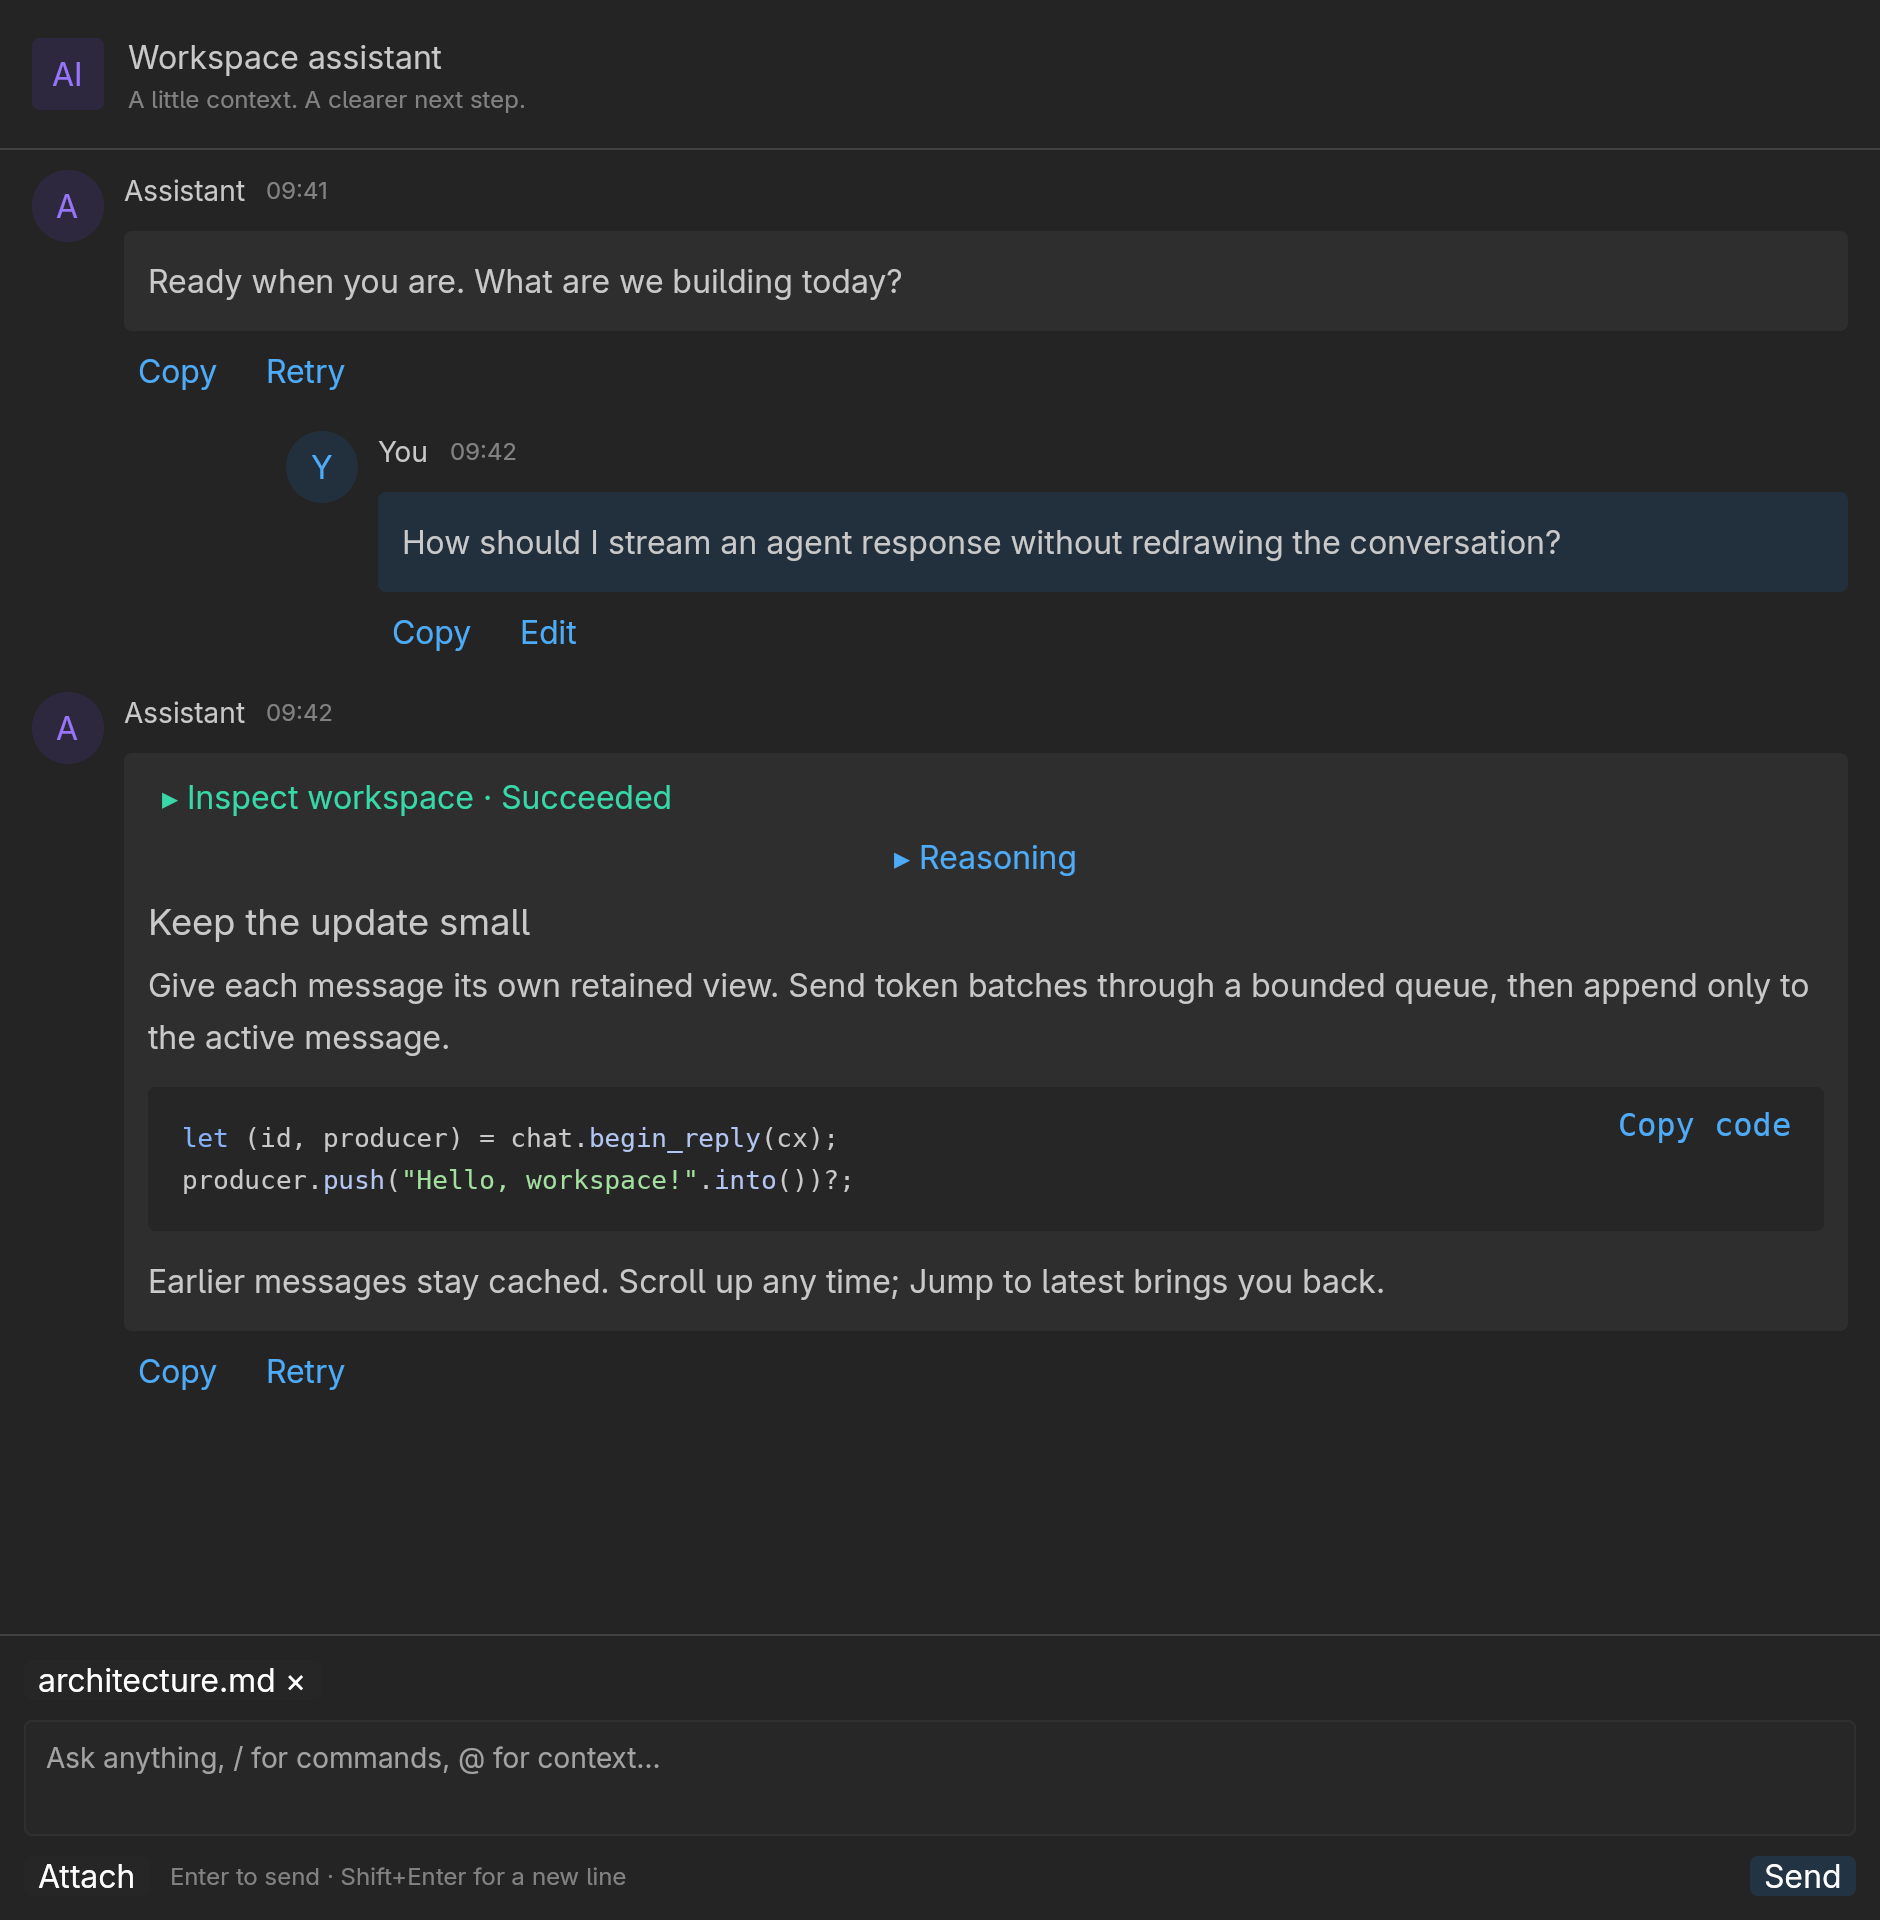 AI
Workspace assistant
A little context. A clearer next step.
A
Assistant 09:41
Ready when you are. What are we building today?
Copy Retry
Y
You 09:42
How should I stream an agent response without redrawing the conversation?
Copy Edit
A
Assistant 09:42
▸ Inspect workspace · Succeeded
▸ Reasoning
Keep the update small
Give each message its own retained view. Send token batches through a bounded queue, then append only to
the active message.
Copy code
let (id, producer) = chat.begin_reply(cx);
producer.push("Hello, workspace!".into())?;
Earlier messages stay cached. Scroll up any time; Jump to latest brings you back.
Copy Retry
architecture.md ×
Ask anything, / for commands, @ for context...
Attach Enter to send · Shift+Enter for a new line Send